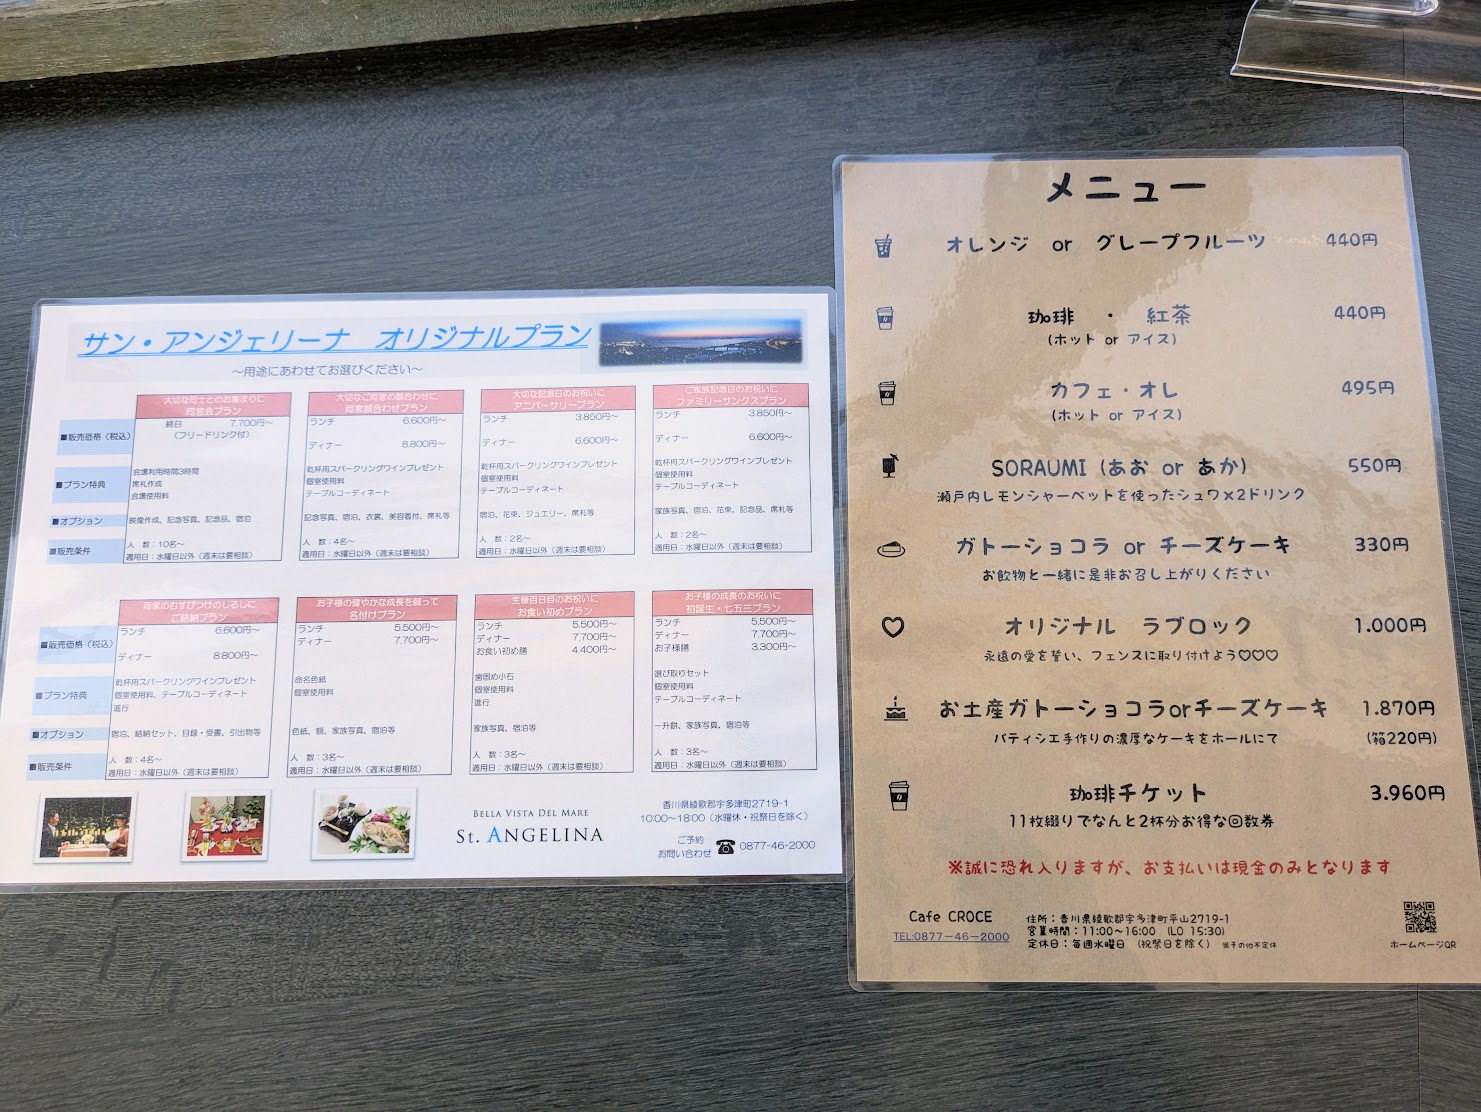 サン・アンジェリーナ オリジナルプラン
～用途にあわせてお選びください～
大切な同士とのお集まりに
同窓会プラン
大切なご両家の顔合わせに
両家顔合わせプラン
大切な記念日のお祝いに
アニバーサリープラン
ご家族記念日のお祝いに
ファミリーサンクスプラン
■販売価格（税込）
終日 7,700円～
（フリードリンク付）
ランチ 6,600円～
ディナー 8,800円～
ランチ 3,850円～
ディナー 6,600円～
ランチ 3,850円～
ディナー 6,600円～
■プラン特典
会場利用時間3時間
席札作成
会場使用料
乾杯用スパークリングワインプレゼント
個室使用料
テーブルコーディネート
乾杯用スパークリングワインプレゼント
個室使用料
テーブルコーディネート
乾杯用スパークリングワインプレゼント
個室使用料
テーブルコーディネート
■オプション
映像作成、記念写真、記念品、宿泊
記念写真、宿泊、衣裳、美容着付、席札等
宿泊、花束、ジュエリー、席札等
家族写真、宿泊、花束、記念品、席札等
■販売条件
人 数：10名～
適用日：水曜日以外（週末は要相談）
人 数：4名～
適用日：水曜日以外（週末は要相談）
人 数：2名～
適用日：水曜日以外（週末は要相談）
人 数：2名～
適用日：水曜日以外（週末は要相談）
両家のむすびつけのしるしに
ご結納プラン
お子様の健やかな成長を願って
名付けプラン
生後百日目のお祝いに
お食い初めプラン
お子様の成長のお祝いに
初誕生・七五三プラン
■販売価格（税込）
ランチ 6,600円～
ディナー 8,800円～
ランチ 5,500円～
ディナー 7,700円～
ランチ 5,500円～
ディナー 7,700円～
お食い初め膳 4,400円～
ランチ 5,500円～
ディナー 7,700円～
お子様膳 3,300円～
■プラン特典
乾杯用スパークリングワインプレゼント
個室使用料、テーブルコーディネート
進行
命名色紙
個室使用料
歯固め小石
個室使用料
進行
選び取りセット
個室使用料
テーブルコーディネート
■オプション
宿泊、結納セット、目録・受書、引出物等
色紙、額、家族写真、宿泊等
家族写真、宿泊等
一升餅、家族写真、宿泊等
■販売条件
人 数：4名～
適用日：水曜日以外（週末は要相談）
人 数：3名～
適用日：水曜日以外（週末は要相談）
人 数：3名～
適用日：水曜日以外（週末は要相談）
人 数：3名～
適用日：水曜日以外（週末は要相談）
BELLA VISTA DEL MARE
St. ANGELINA
香川県綾歌郡宇多津町2719-1
10:00～18:00（水曜休・祝祭日を除く）
ご予約
お問い合わせ ☎ 0877-46-2000
メニュー
オレンジ or グレープフルーツ 440円
珈琲 ・ 紅茶 440円
(ホット or アイス)
カフェ・オレ 495円
(ホット or アイス)
SORAUMI (あお or あか) 550円
瀬戸内レモンシャーベットを使ったシュワ×2ドリンク
ガトーショコラ or チーズケーキ 330円
お飲物と一緒に是非お召し上がりください
オリジナル ラブロック 1.000円
永遠の愛を誓い、フェンスに取り付けよう♡♡♡
お土産ガトーショコラorチーズケーキ 1.870円
パティシエ手作りの濃厚なケーキをホールにて (箱220円)
珈琲チケット 3.960円
11枚綴りでなんと2杯分お得な回数券
※誠に恐れ入りますが、お支払いは現金のみとなります
Cafe CROCE
TEL:0877-46-2000
住所：香川県綾歌郡宇多津町平山2719-1
営業時間：11:00～16:00 (LO 15:30)
定休日：毎週水曜日 (祝祭日を除く) ※その他不定休
ホームページQR